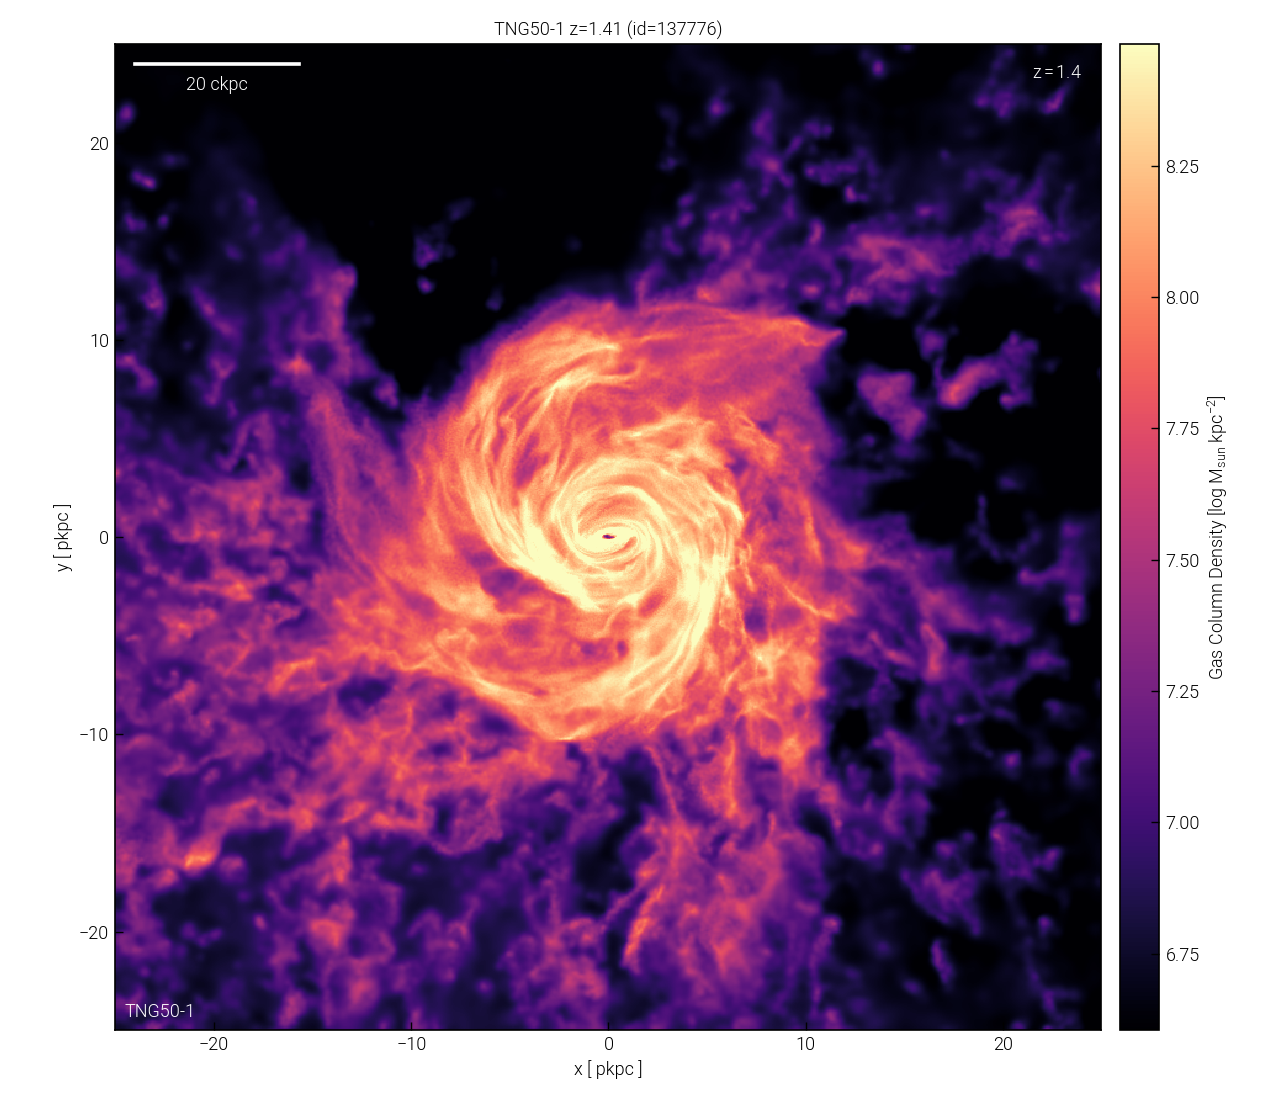 TNG50-1 z=1.41 (id=137776)
20 ckpc
z = 1.4
TNG50-1
y [ pkpc ]
20
10
0
−10
−20
−20
−10
0
10
20
x [ pkpc ]
8.25
8.00
7.75
7.50
7.25
7.00
6.75
Gas Column Density [log M_sun kpc^−2]